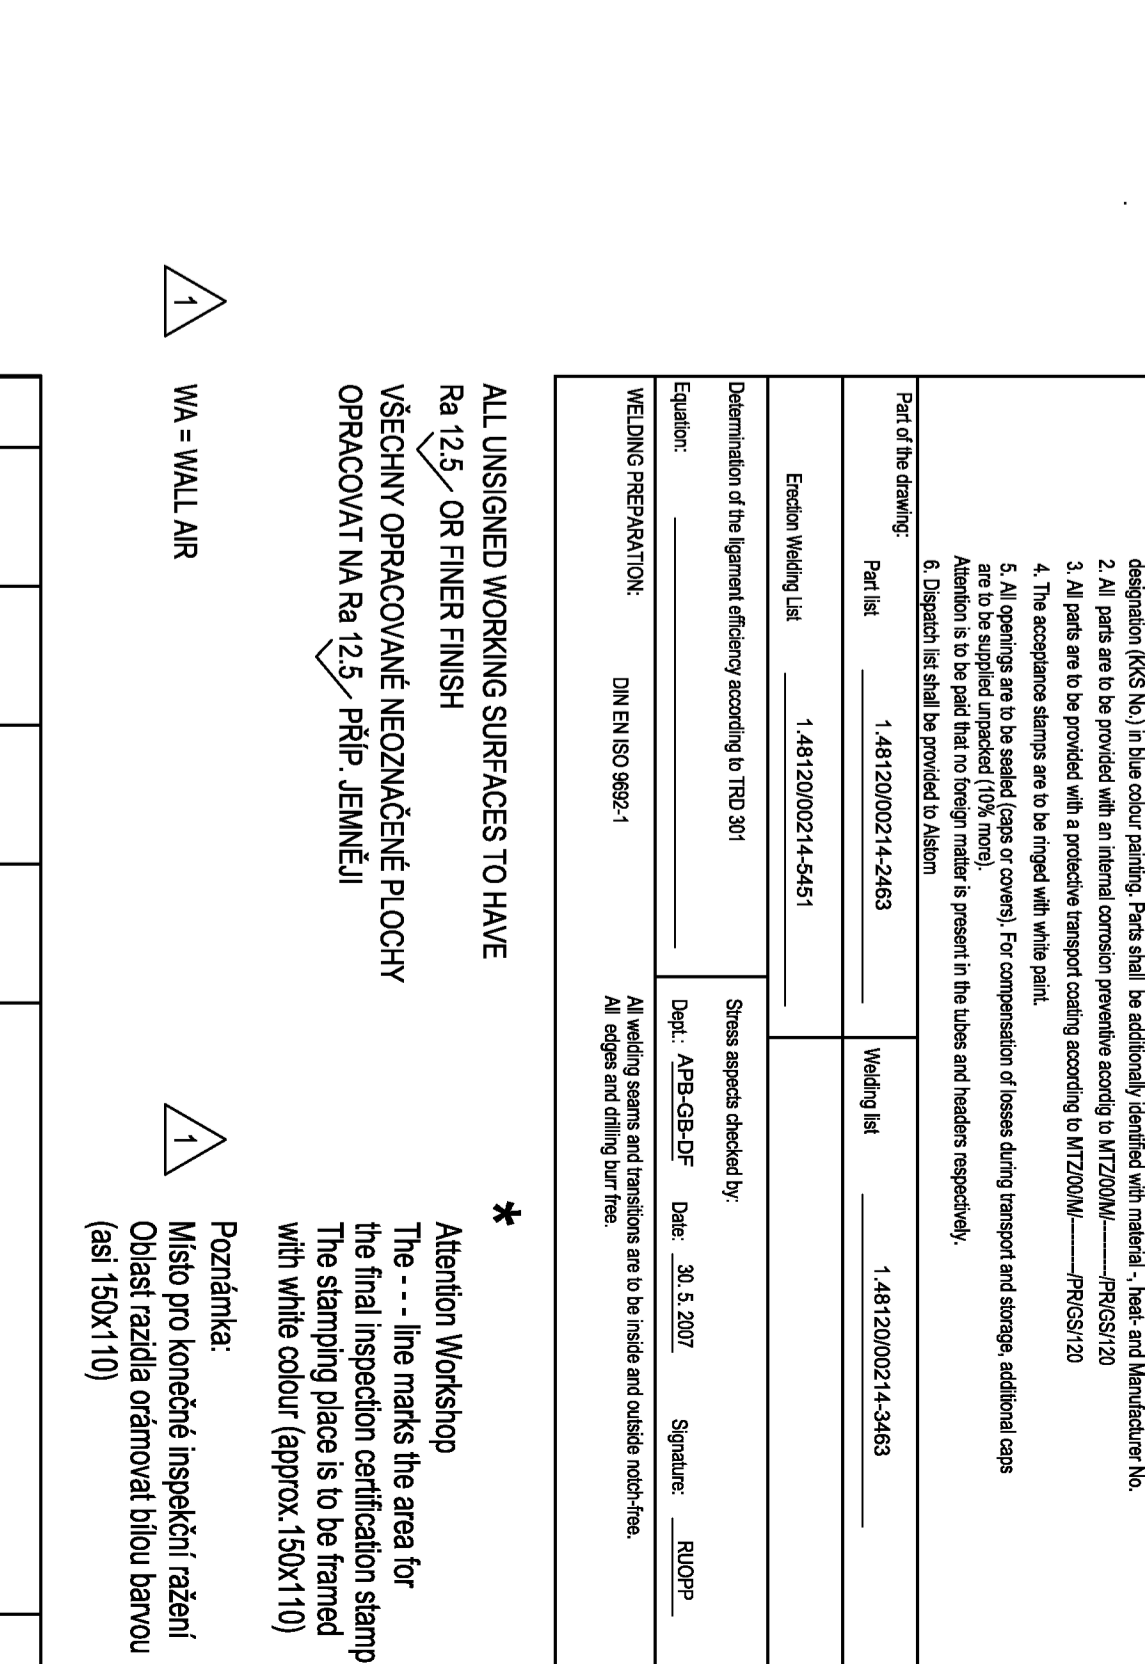 designation (KKS No.) in blue colour painting. Parts shall be additionally identified with material -, heat- and Manufacturer No.
2. All parts are to be provided with an internal corrosion preventive acordig to MTZ/00/M/--------/PR/GS/120
3. All parts are to be provided with a protective transport coating according to MTZ/00/M/--------/PR/GS/120
4. The acceptance stamps are to be ringed with white paint.
5. All openings are to be sealed (caps or covers). For compensation of losses during transport and storage, additional caps
are to be supplied unpacked (10% more).
Attention is to be paid that no foreign matter is present in the tubes and headers respectively.
6. Dispatch list shall be provided to Alstom
Part of the drawing:
Part list 1.48120/00214-2463 Welding list 1.48120/00214-3463
Erection Welding List 1.48120/00214-5451
Determination of the ligament efficiency according to TRD 301
Equation:
Stress aspects checked by:
Dept.: APB-GB-DF Date: 30. 5. 2007 Signature: RUOPP
WELDING PREPARATION: DIN EN ISO 9692-1
All welding seams and transitions are to be inside and outside notch-free.
All edges and drilling burr free.
ALL UNSIGNED WORKING SURFACES TO HAVE
Ra 12.5 OR FINER FINISH
VŠECHNY OPRACOVANÉ NEOZNAČENÉ PLOCHY
OPRACOVAT NA Ra 12.5 PŘÍP. JEMNĚJI
1 WA = WALL AIR
*
Attention Workshop
The - - - line marks the area for
the final inspection certification stamp
The stamping place is to be framed
with white colour (approx.150x110)
1
Poznámka:
Místo pro konečné inspekční ražení
Oblast razidla orámovat bílou barvou
(asi 150x110)